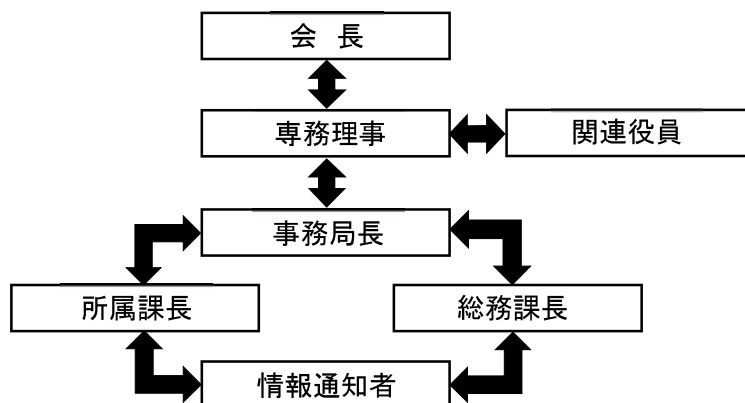 会 長
専務理事
関連役員
事務局長
所属課長
総務課長
情報通知者